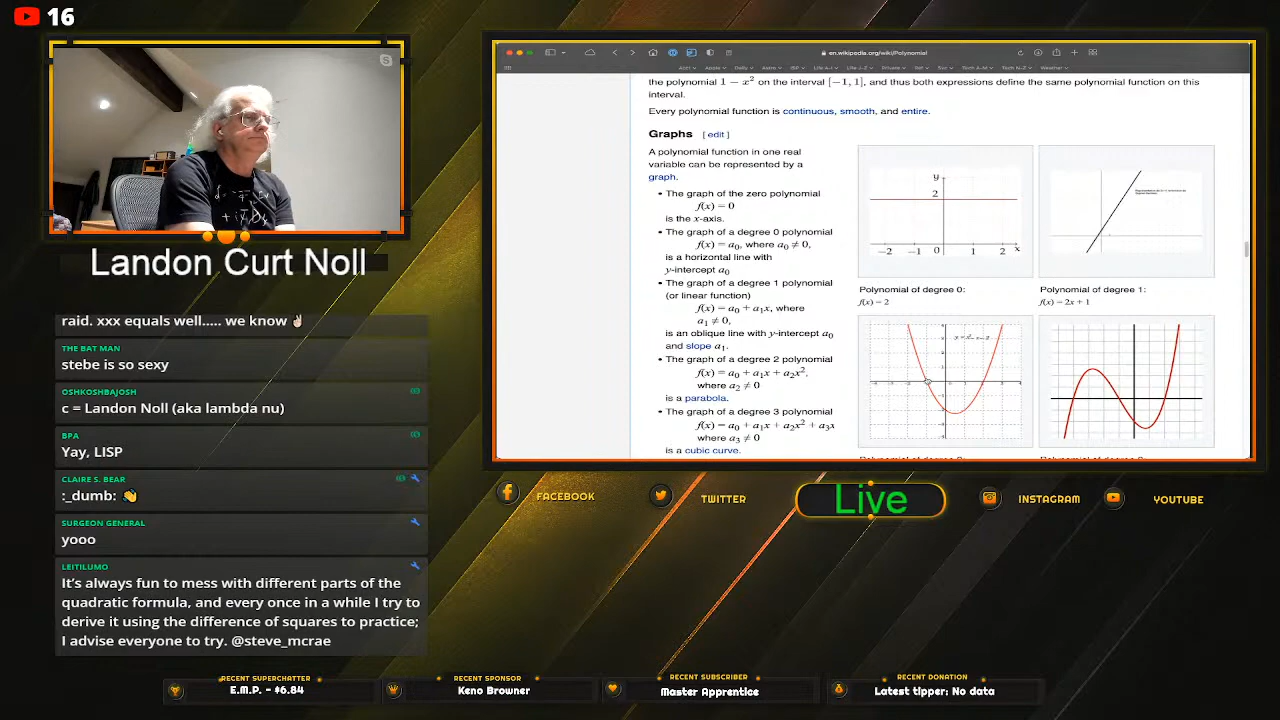 16
Landon Curt Noll
raid. xxx equals well..... we know ✌🏻
THE BAT MAN
stebe is so sexy
OSHKOSHBAJOSH
c = Landon Noll (aka lambda nu)
BPA
Yay, LISP
CLAIRE S. BEAR
:_dumb: 👏
SURGEON GENERAL
yooo
LEITILUMO
It's always fun to mess with different parts of the
quadratic formula, and every once in a while I try to
derive it using the difference of squares to practice;
I advise everyone to try. @steve_mcrae
en.wikipedia.org/wiki/Polynomial
the polynomial 1 − x² on the interval [−1, 1], and thus both expressions define the same polynomial function on this
interval.
Every polynomial function is continuous, smooth, and entire.
Graphs [ edit ]
A polynomial function in one real
variable can be represented by a
graph.
• The graph of the zero polynomial
f(x) = 0
is the x-axis.
• The graph of a degree 0 polynomial
f(x) = a₀, where a₀ ≠ 0,
is a horizontal line with
y-intercept a₀
• The graph of a degree 1 polynomial
(or linear function)
f(x) = a₀ + a₁x, where
a₁ ≠ 0,
is an oblique line with y-intercept a₀
and slope a₁.
• The graph of a degree 2 polynomial
f(x) = a₀ + a₁x + a₂x²,
where a₂ ≠ 0
is a parabola.
• The graph of a degree 3 polynomial
f(x) = a₀ + a₁x + a₂x² + a₃x
where a₃ ≠ 0
is a cubic curve.
y
2
−2 −1 0 1 2 x
Polynomial of degree 0:
f(x) = 2
Polynomial of degree 1:
f(x) = 2x + 1
FACEBOOK
TWITTER
Live
INSTAGRAM
YOUTUBE
RECENT SUPERCHATTER
E.M.P. - $6.84
RECENT SPONSOR
Keno Browner
RECENT SUBSCRIBER
Master Apprentice
RECENT DONATION
Latest tipper: No data